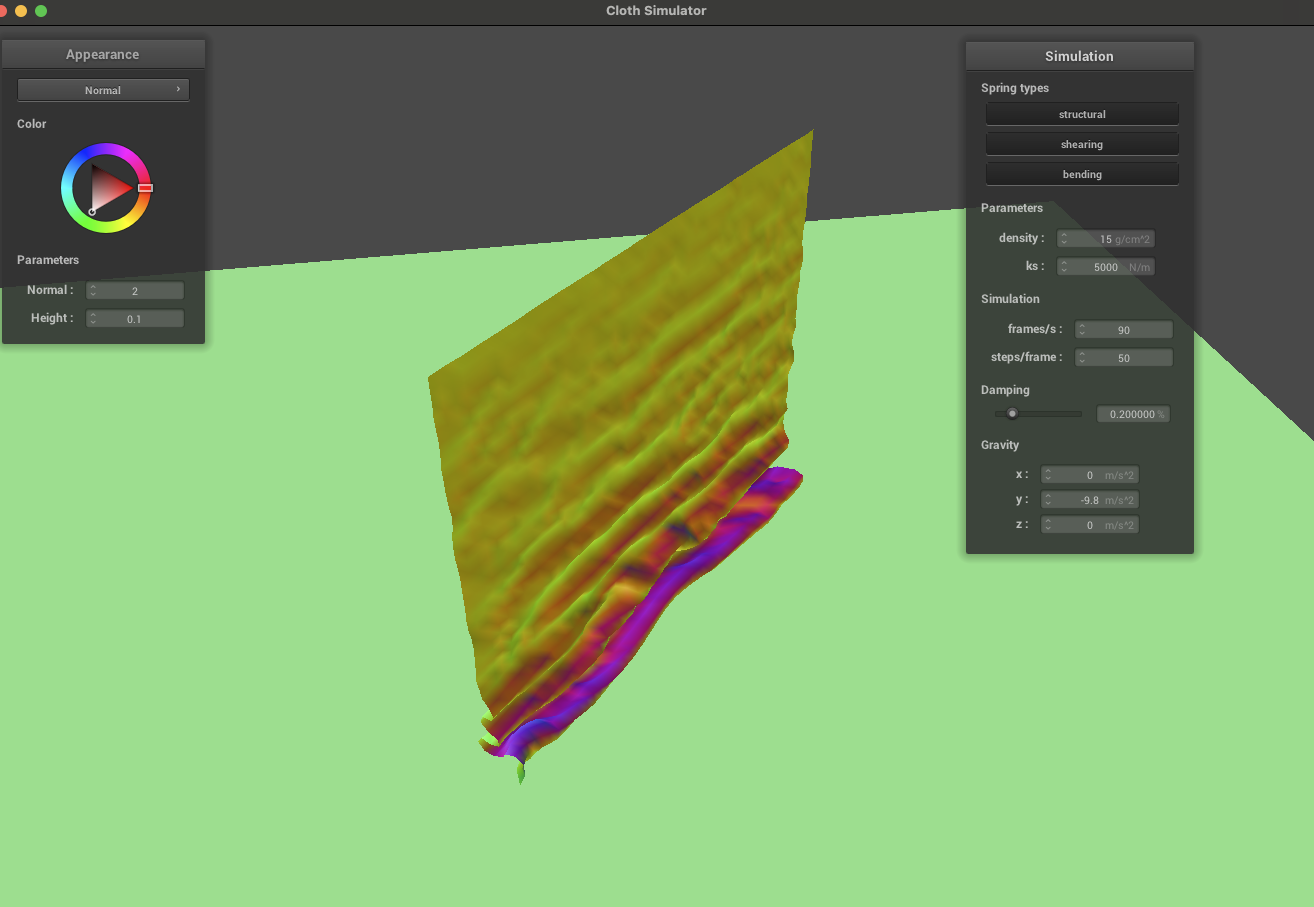 Cloth Simulator
Appearance
Normal
Color
Parameters
Normal : 2
Height : 0.1
Simulation
Spring types
structural
shearing
bending
Parameters
density : 15 g/cm^2
ks : 5000 N/m
Simulation
frames/s : 90
steps/frame : 50
Damping
0.200000 %
Gravity
x : 0 m/s^2
y : -9.8 m/s^2
z : 0 m/s^2